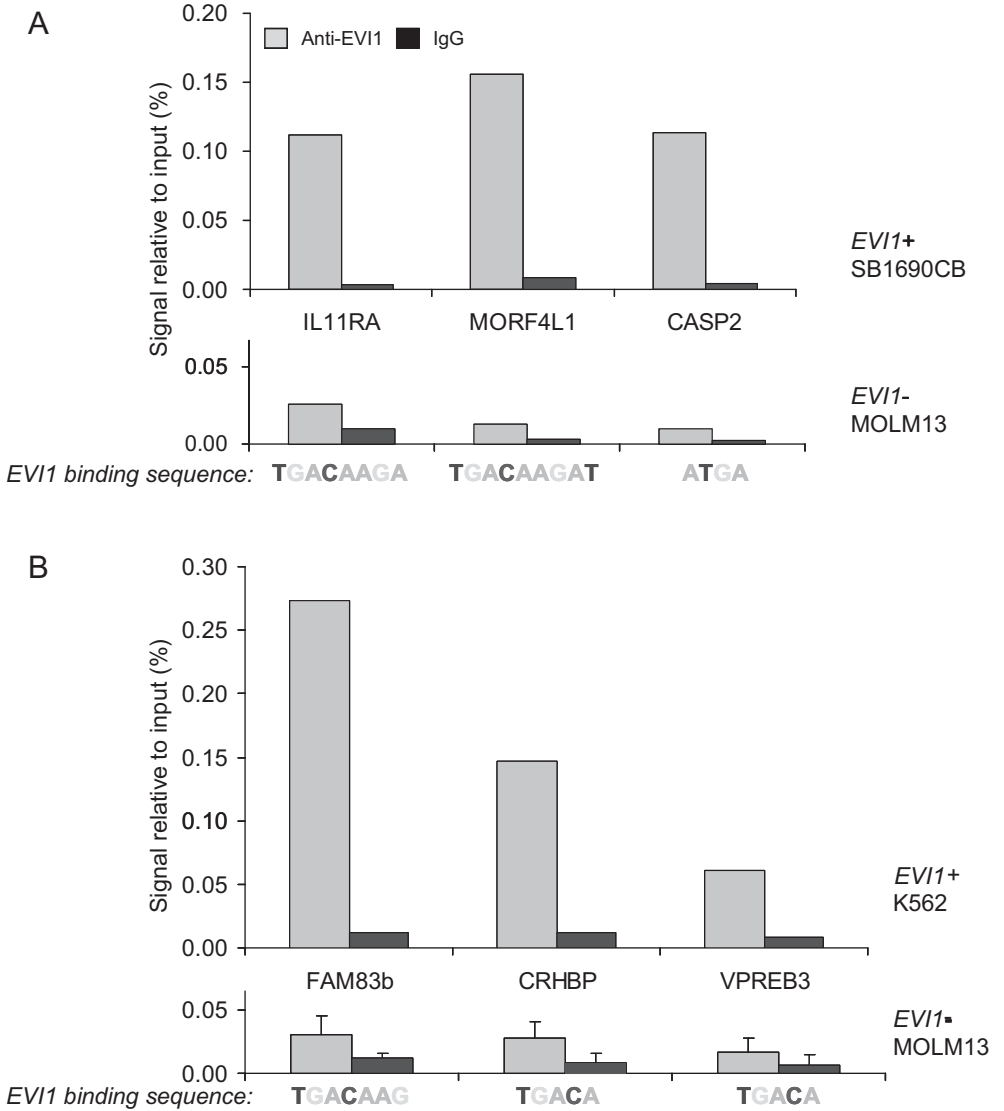 A
0.20
Anti-EVI1 IgG
0.15
0.10
0.05
0.00
Signal relative to input (%)
EVI1+
SB1690CB
IL11RA MORF4L1 CASP2
0.05
0.00
EVI1-
MOLM13
EVI1 binding sequence: TGACAAGA TGACAAGAT ATGA
B
0.30
0.25
0.20
0.15
0.10
0.05
0.00
Signal relative to input (%)
EVI1+
K562
FAM83b CRHBP VPREB3
0.05
0.00
EVI1-
MOLM13
EVI1 binding sequence: TGACAAG TGACA TGACA